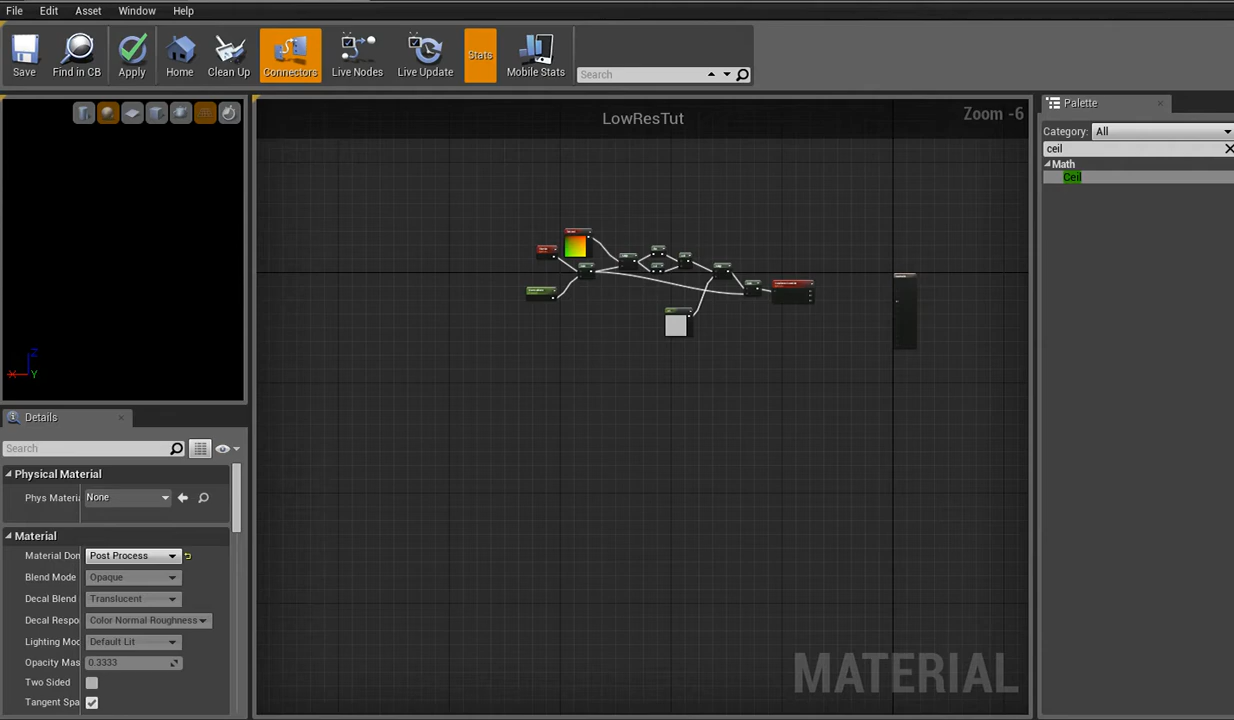 File Edit Asset Window Help
Save Find in CB Apply Home Clean Up Connectors Live Nodes Live Update Stats Mobile Stats Search
LowResTut Zoom -6
Palette
Category: All
ceil
Math
Ceil
X Z Y
Details
Search
Physical Material
Phys Materia None
Material
Material Don Post Process
Blend Mode Opaque
Decal Blend Translucent
Decal Respo Color Normal Roughness
Lighting Moc Default Lit
Opacity Mas 0.3333
Two Sided
Tangent Spa
MATERIAL